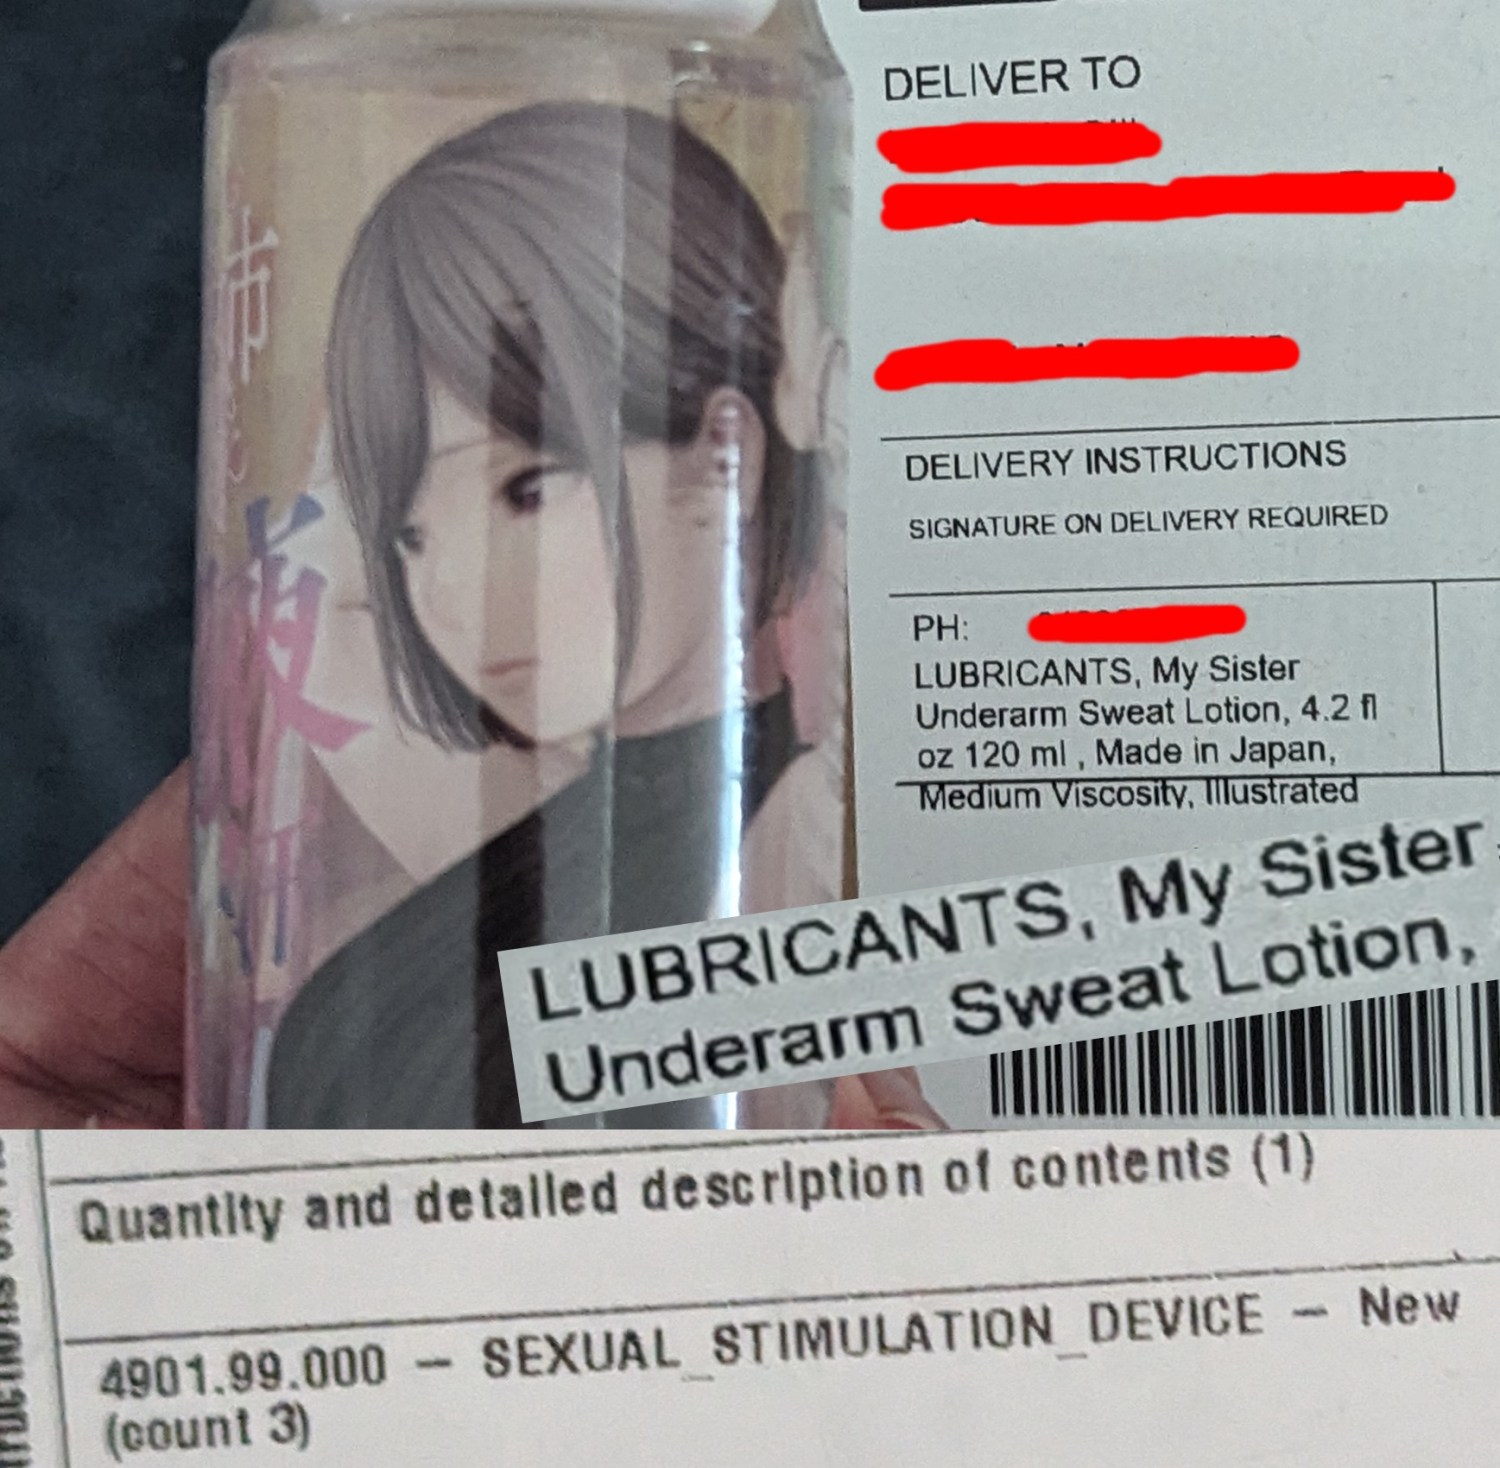 DELIVER TO
DELIVERY INSTRUCTIONS
SIGNATURE ON DELIVERY REQUIRED
PH:
LUBRICANTS, My Sister
Underarm Sweat Lotion, 4.2 fl
oz 120 ml , Made in Japan,
Medium Viscosity, Illustrated
LUBRICANTS, My Sister
Underarm Sweat Lotion,
Quantity and detailed description of contents (1)
4901.99.000 – SEXUAL_STIMULATION_DEVICE – New
(count 3)